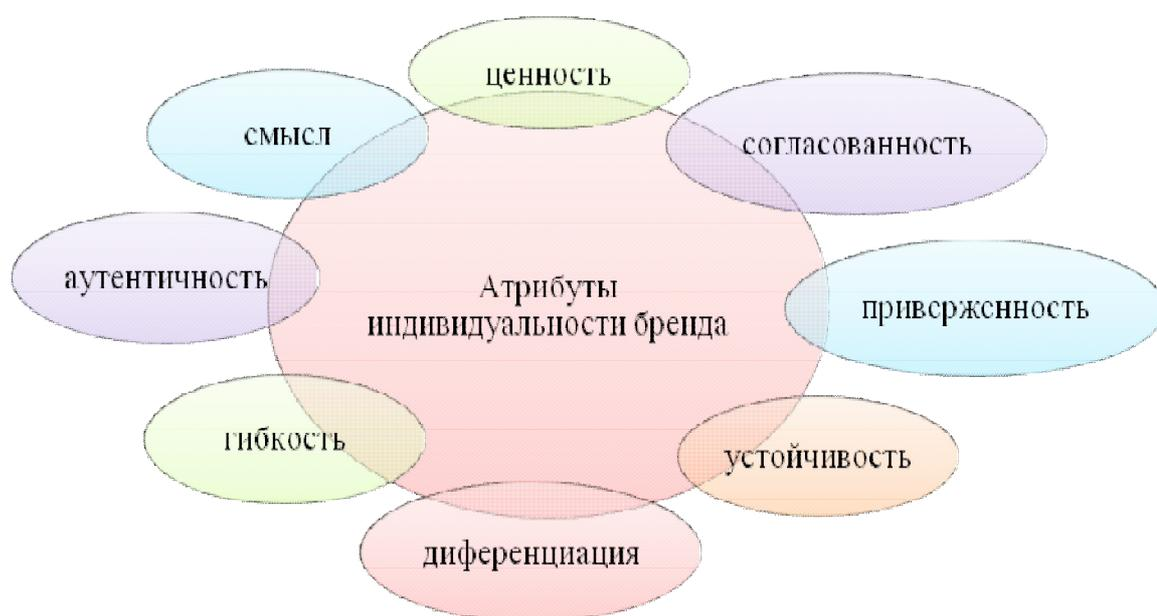 ценность
смысл
согласованность
аутентичность
Атрибуты
индивидуальности бренда
приверженность
гибкость
устойчивость
диференциация